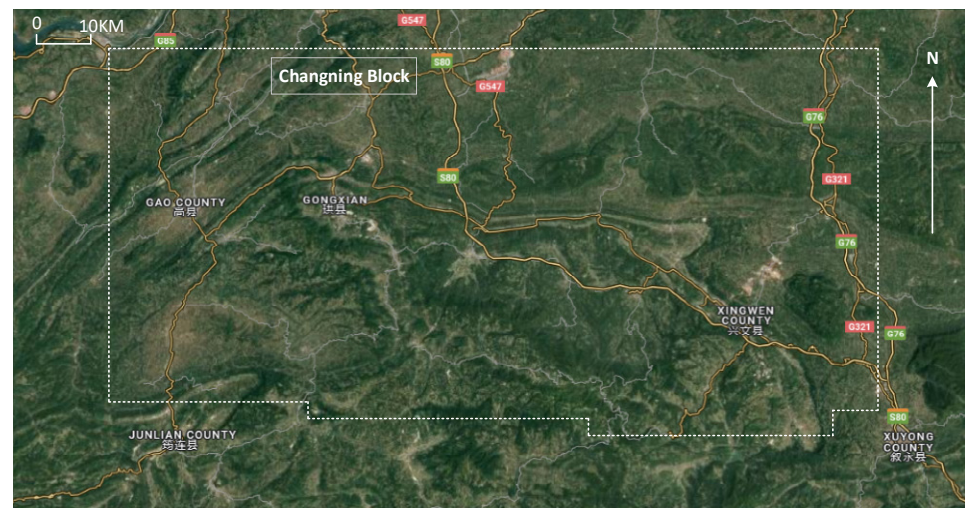 0 10KM
G547
G85
S80
N
Changning Block
G547
G76
S80
G321
GAO COUNTY
高县
GONGXIAN
珙县
G76
XINGWEN
COUNTY
兴文县
G321
G76
S80
JUNLIAN COUNTY
筠连县
XUYONG
COUNTY
叙永县